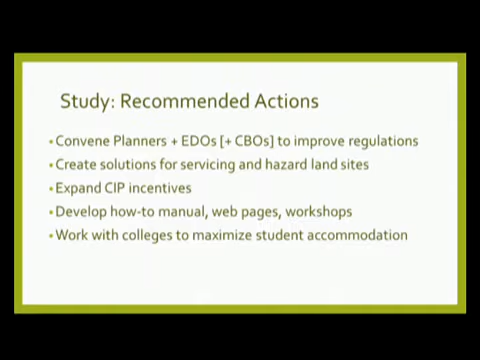 Study: Recommended Actions
▪Convene Planners + EDOs [+ CBOs] to improve regulations
▪Create solutions for servicing and hazard land sites
▪Expand CIP incentives
▪Develop how-to manual, web pages, workshops
▪Work with colleges to maximize student accommodation